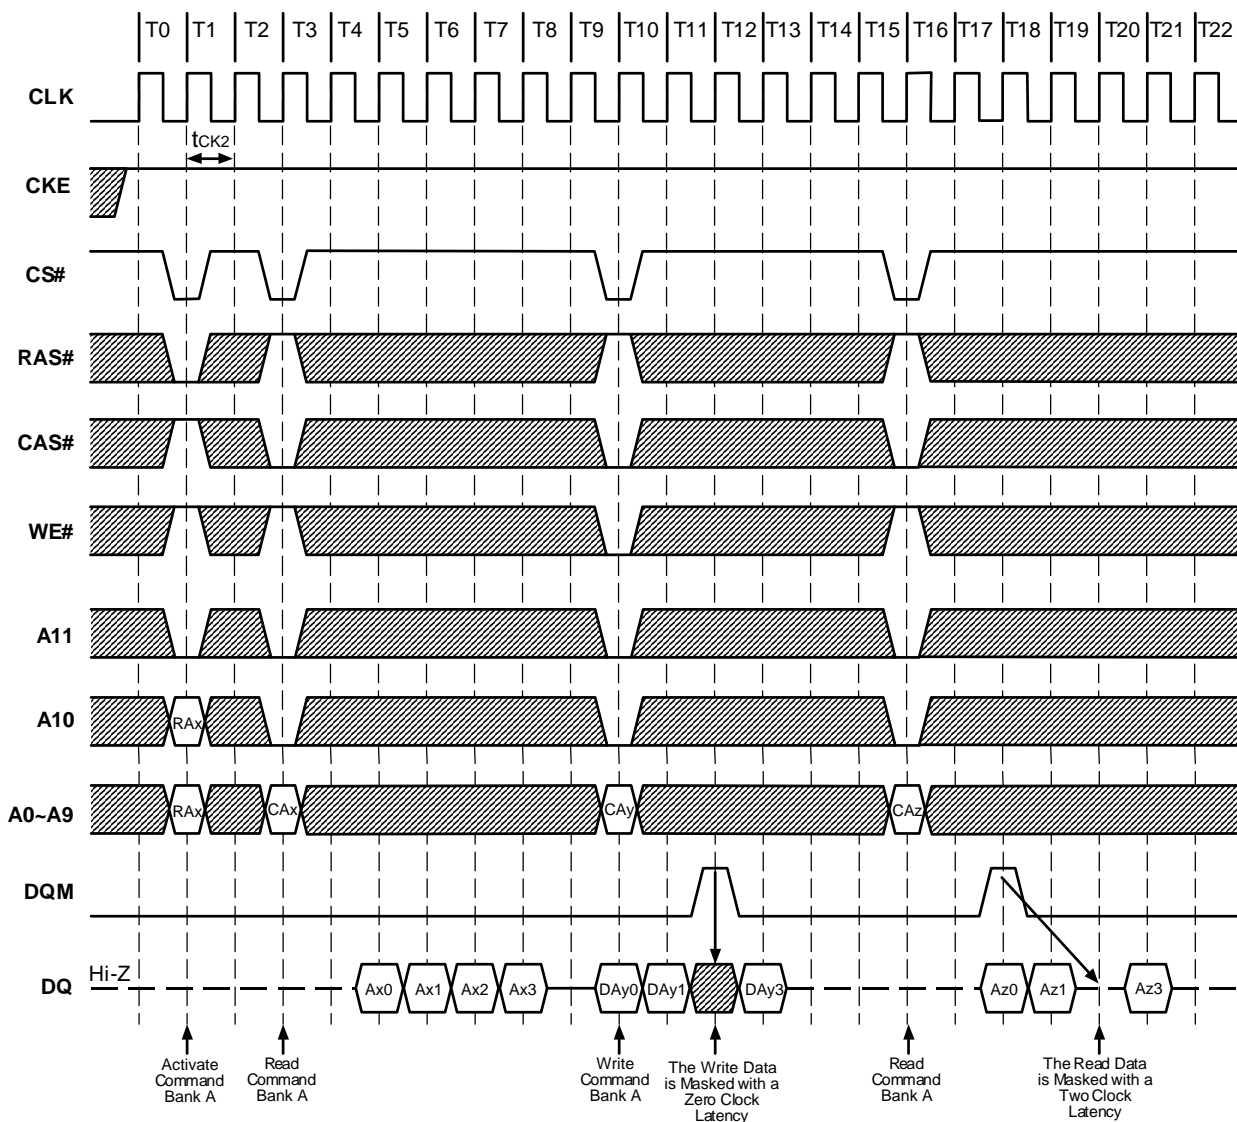 T0 T1 T2 T3 T4 T5 T6 T7 T8 T9 T10 T11 T12 T13 T14 T15 T16 T17 T18 T19 T20 T21 T22
CLK
tCK2
CKE
CS#
RAS#
CAS#
WE#
A11
A10
RAx
A0~A9
RAx CAx CAy CAz
DQM
DQ
Hi-Z
Ax0 Ax1 Ax2 Ax3 DAy0 DAy1 DAy3 Az0 Az1 Az3
Activate
Command
Bank A
Read
Command
Bank A
Write
Command
Bank A
The Write Data
is Masked with a
Zero Clock
Latency
Read
Command
Bank A
The Read Data
is Masked with a
Two Clock
Latency